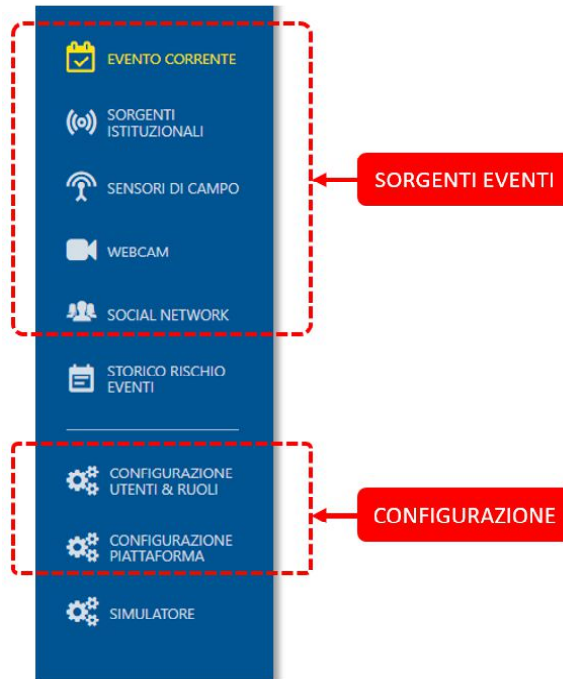 EVENTO CORRENTE
SORGENTI
ISTITUZIONALI
SENSORI DI CAMPO
SORGENTI EVENTI
WEBCAM
SOCIAL NETWORK
STORICO RISCHIO
EVENTI
CONFIGURAZIONE
UTENTI & RUOLI
CONFIGURAZIONE
CONFIGURAZIONE
PIATTAFORMA
SIMULATORE